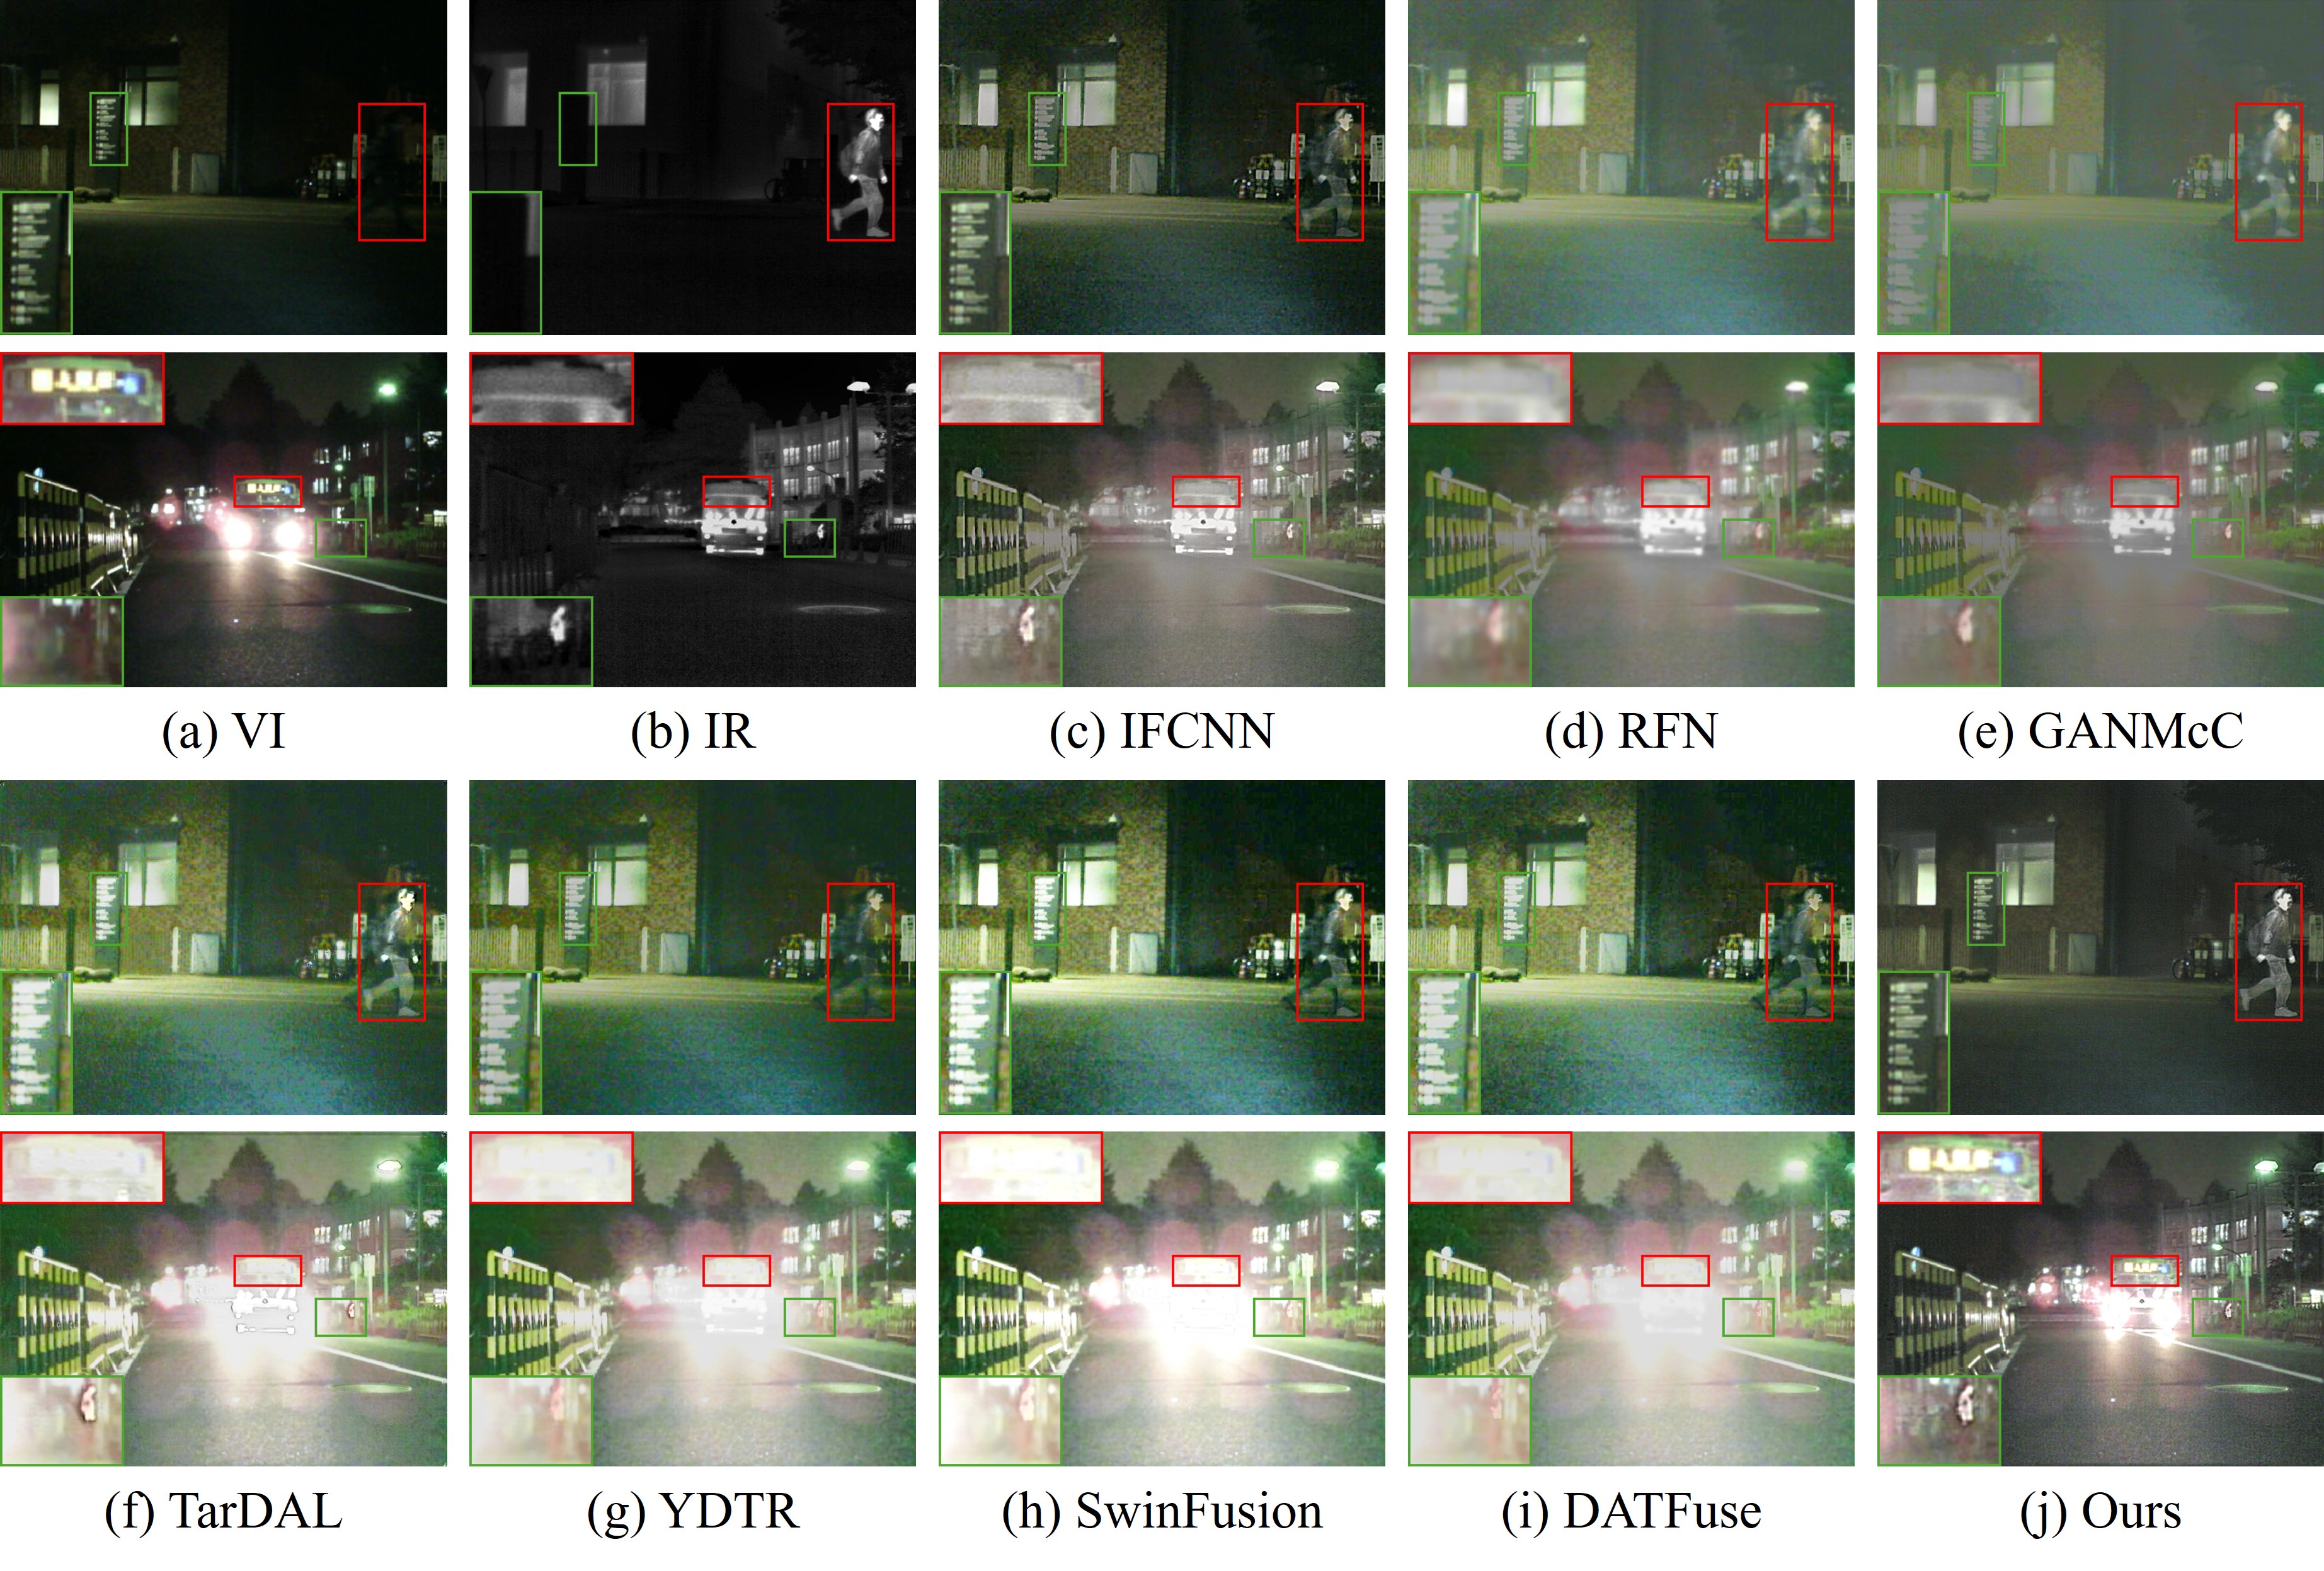 (a) VI
(b) IR
(c) IFCNN
(d) RFN
(e) GANMcC
(f) TarDAL
(g) YDTR
(h) SwinFusion
(i) DATFuse
(j) Ours